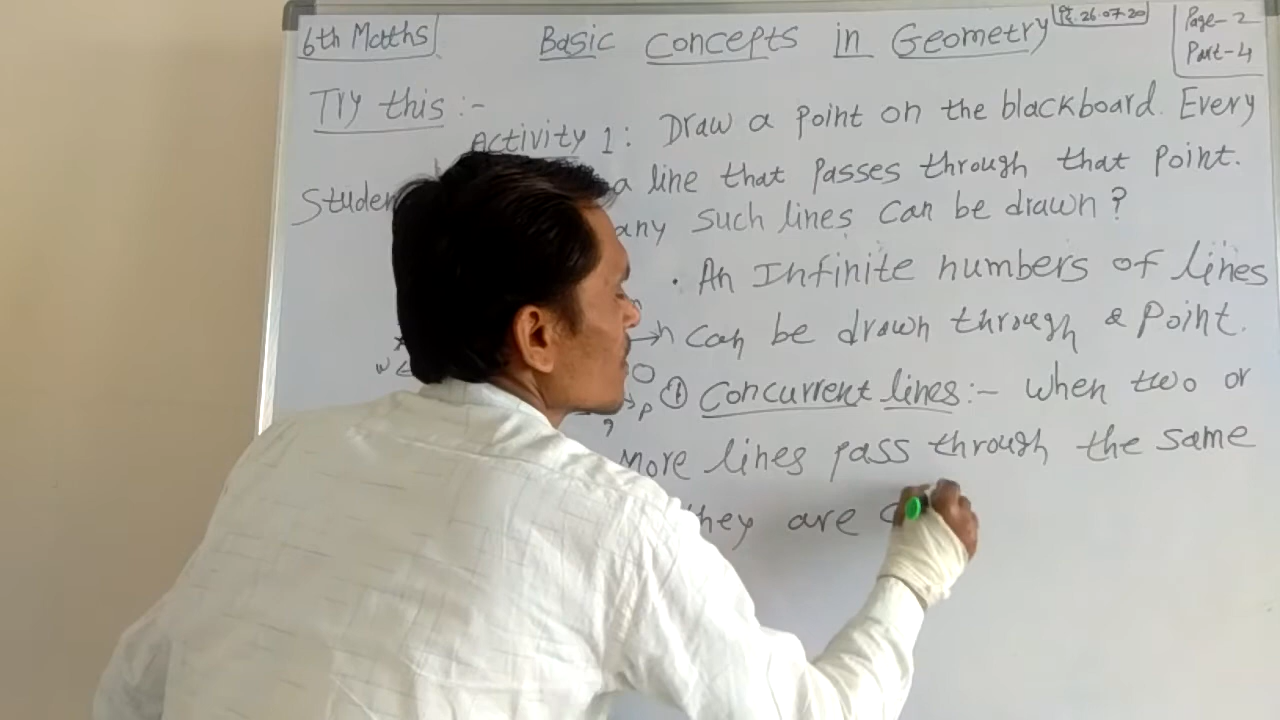 6th Maths
Basic Concepts in Geometry
दि. 26.07.20
Page-2
Part-4
Try this :-
Activity 1: Draw a point on the blackboard. Every
a line that passes through that point.
such lines can be drawn?
. An Infinite numbers of lines
can be drawn through a point.
① Concurrent lines :- when two or
more lines pass through the same
they are